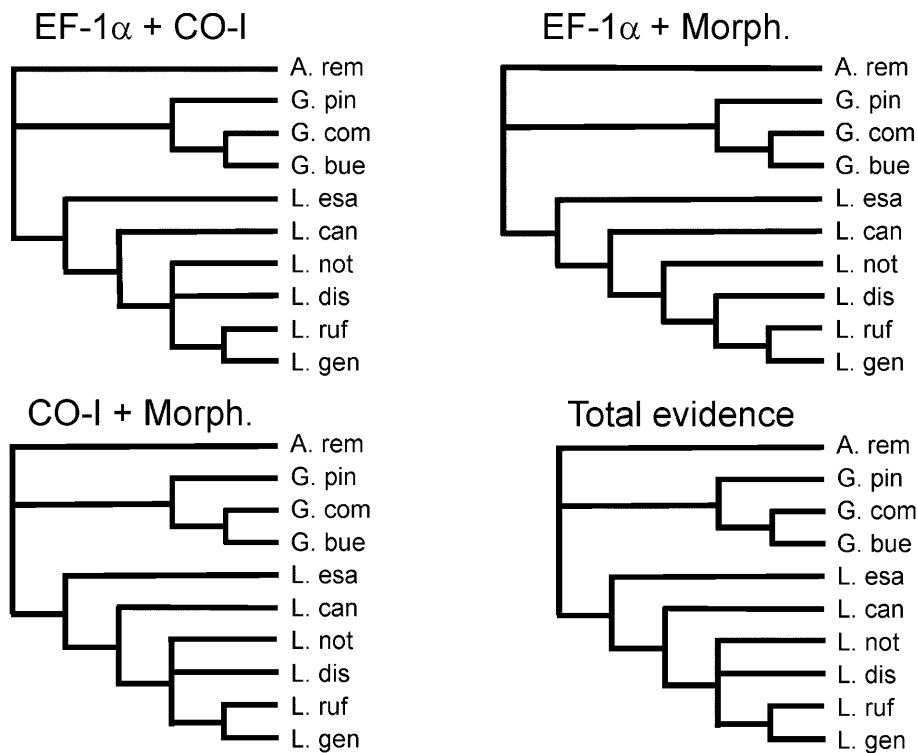 EF-1α + CO-I
A. rem
G. pin
G. com
G. bue
L. esa
L. can
L. not
L. dis
L. ruf
L. gen
EF-1α + Morph.
A. rem
G. pin
G. com
G. bue
L. esa
L. can
L. not
L. dis
L. ruf
L. gen
CO-I + Morph.
A. rem
G. pin
G. com
G. bue
L. esa
L. can
L. not
L. dis
L. ruf
L. gen
Total evidence
A. rem
G. pin
G. com
G. bue
L. esa
L. can
L. not
L. dis
L. ruf
L. gen